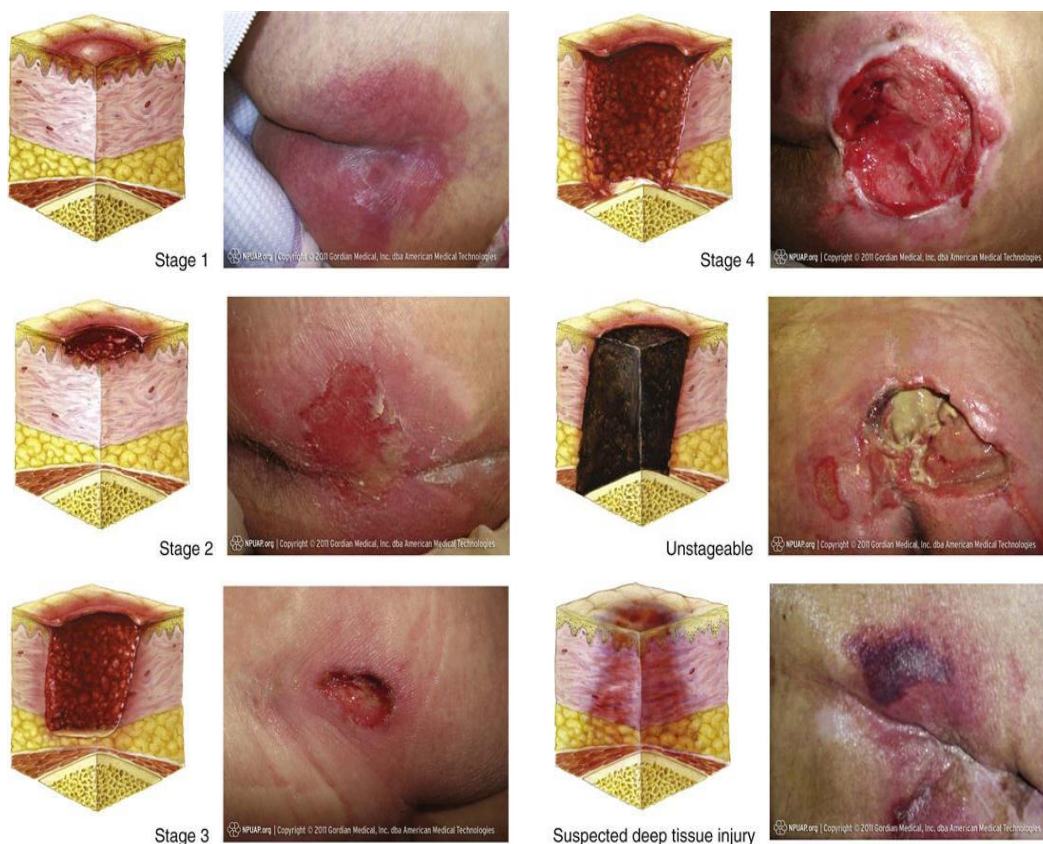 Stage 1
NPUAP.org | Copyright © 2011 Gordian Medical, Inc. dba American Medical Technologies
Stage 4
NPUAP.org | Copyright © 2011 Gordian Medical, Inc. dba American Medical Technologies
Stage 2
NPUAP.org | Copyright © 2011 Gordian Medical, Inc. dba American Medical Technologies
Unstageable
NPUAP.org | Copyright © 2011 Gordian Medical, Inc. dba American Medical Technologies
Stage 3
NPUAP.org | Copyright © 2011 Gordian Medical, Inc. dba American Medical Technologies
Suspected deep tissue injury
NPUAP.org | Copyright © 2011 Gordian Medical, Inc. dba American Medical Technologies